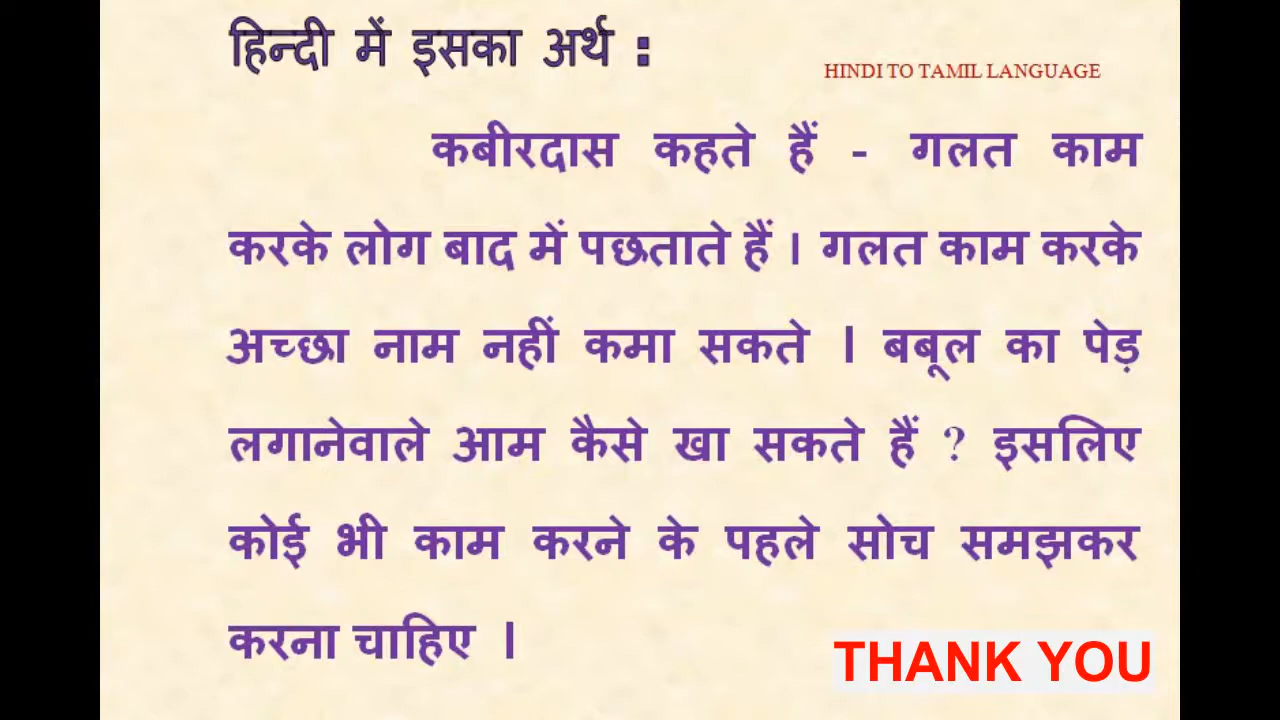 हिन्दी में इसका अर्थ :
HINDI TO TAMIL LANGUAGE
कबीरदास कहते हैं - गलत काम
करके लोग बाद में पछताते हैं । गलत काम करके
अच्छा नाम नहीं कमा सकते । बबूल का पेड़
लगानेवाले आम कैसे खा सकते हैं ? इसलिए
कोई भी काम करने के पहले सोच समझकर
करना चाहिए ।
THANK YOU